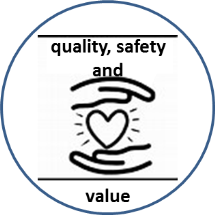 quality, safety
and
value